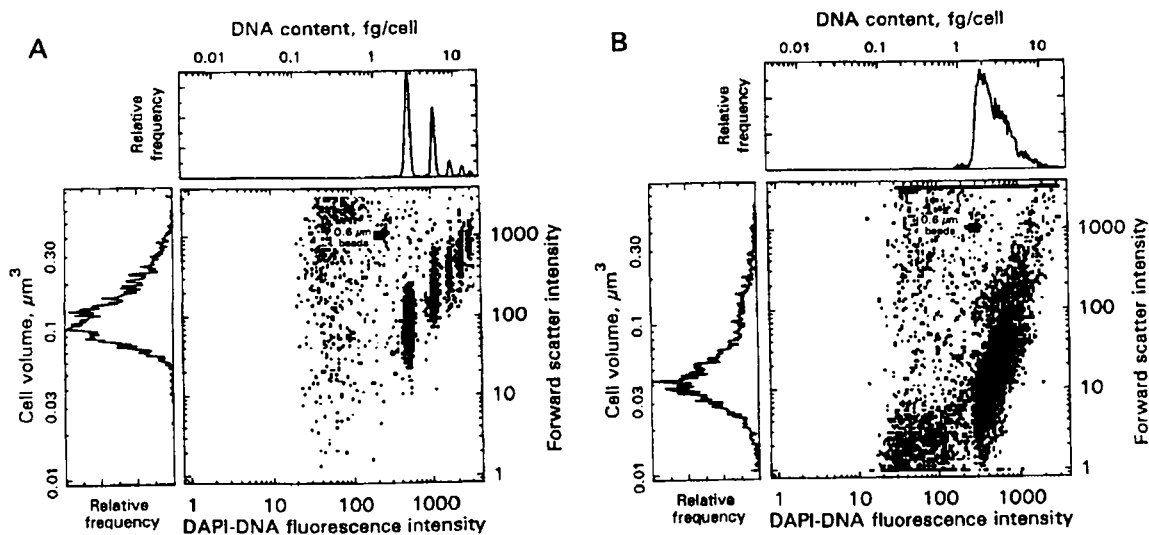 A
DNA content, fg/cell
0.01 0.1 1 10
Relative
frequency
Cell volume, µm3
0.30
0.1
0.03
0.01
Relative
frequency
0.6 µm
beads
1000
100
10
1
Forward scatter intensity
1 10 100 1000
DAPI-DNA fluorescence intensity
B
DNA content, fg/cell
0.01 0.1 1 10
Relative
frequency
Cell volume, µm3
0.30
0.1
0.03
0.01
Relative
frequency
0.6 µm
beads
1000
100
10
1
Forward scatter intensity
1 10 100 1000
DAPI-DNA fluorescence intensity